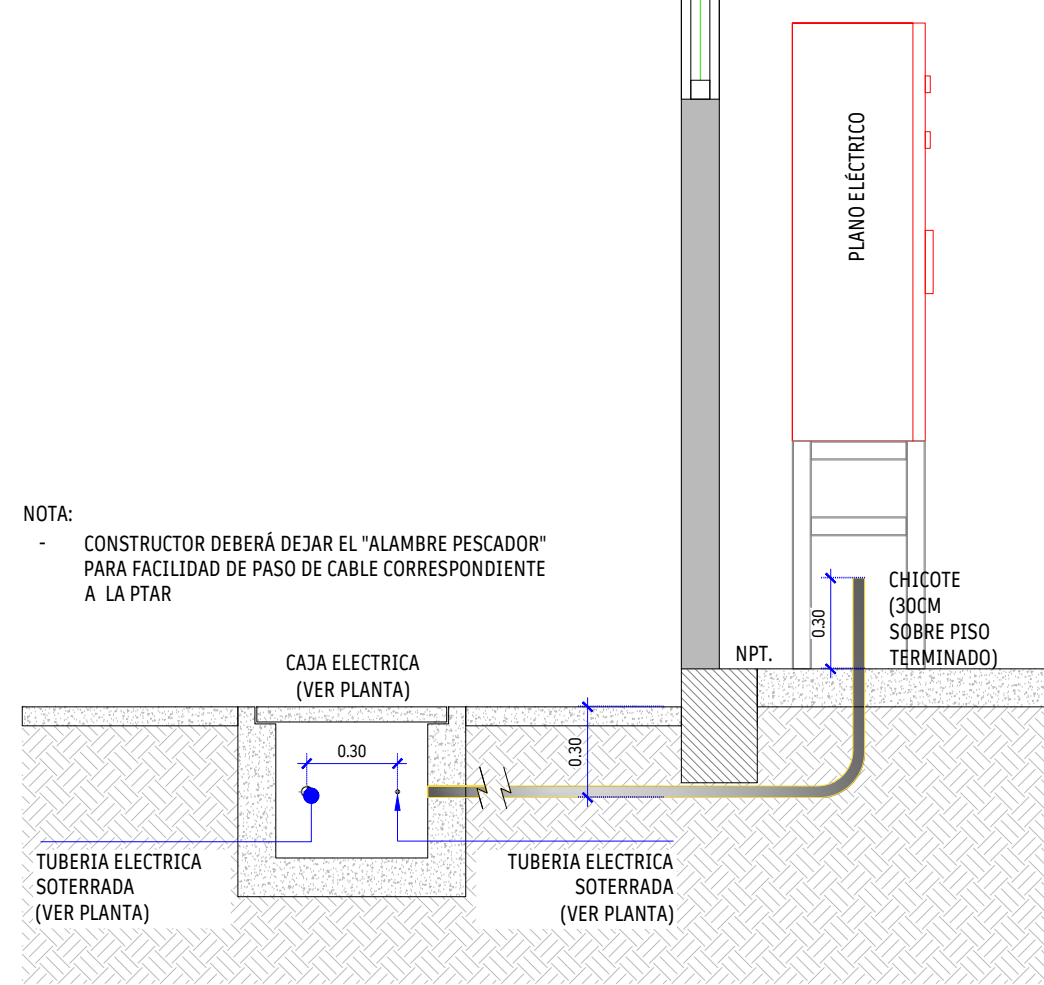 PLANO ELÉCTRICO
NOTA:
- CONSTRUCTOR DEBERÁ DEJAR EL "ALAMBRE PESCADOR"
PARA FACILIDAD DE PASO DE CABLE CORRESPONDIENTE
A LA PTAR
CHICOTE
(30CM
SOBRE PISO
TERMINADO)
0.30
NPT.
CAJA ELECTRICA
(VER PLANTA)
0.30
0.30
TUBERIA ELECTRICA
SOTERRADA
(VER PLANTA)
TUBERIA ELECTRICA
SOTERRADA
(VER PLANTA)